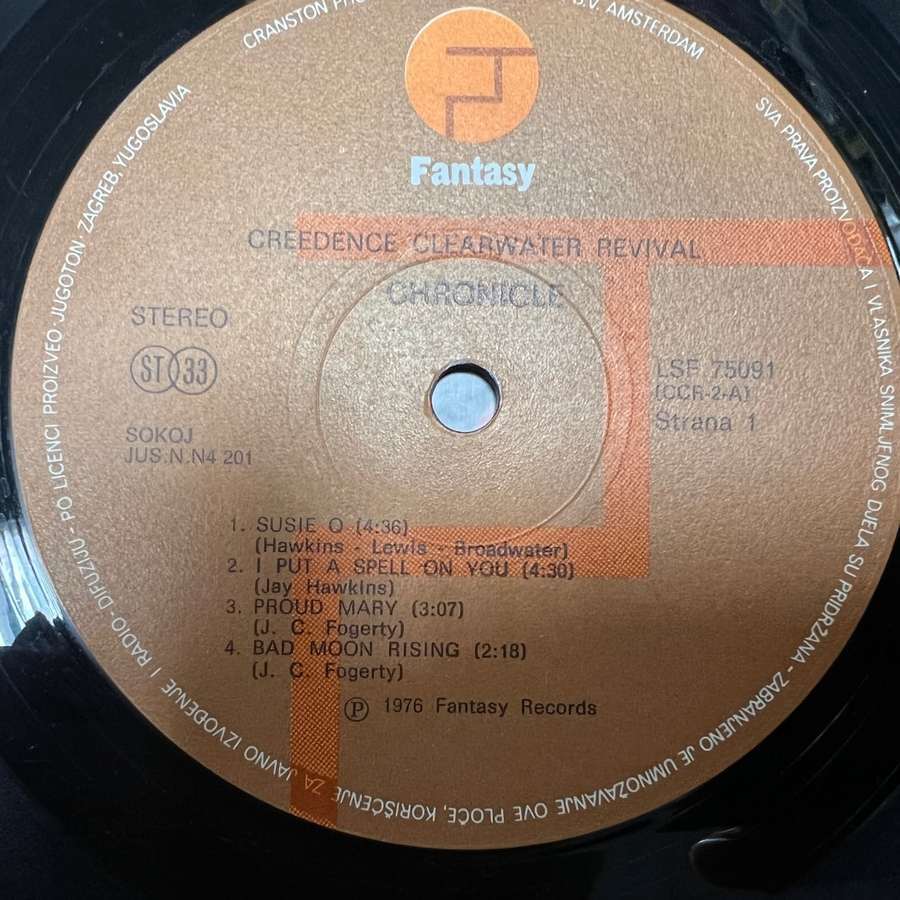 CRANSTON
B.V. AMSTERDAM
SVA PRAVA PROIZVOĐAČA I VLASNIKA SNIMLJENOG DJELA SU PRIDRŽANA - ZABRANJENO JE UMNOŽAVANJE OVE PLOČE, KORIŠĆENJE ZA JAVNO IZVOĐENJE I RADIO-DIFUZIJU - PO LICENCI PROIZVEO JUGOTON ZAGREB, YUGOSLAVIA
Fantasy
CREEDENCE CLEARWATER REVIVAL
CHRONICLE
STEREO
ST 33
SOKOJ
JUS.N.N4 201
LSF 75091
(CCR-2-A)
Strana 1
1. SUSIE O (4:36)
(Hawkins - Lewis - Broadwater)
2. I PUT A SPELL ON YOU (4:30)
(Jay Hawkins)
3. PROUD MARY (3:07)
(J. C. Fogerty)
4. BAD MOON RISING (2:18)
(J. C. Fogerty)
Ⓟ 1976 Fantasy Records